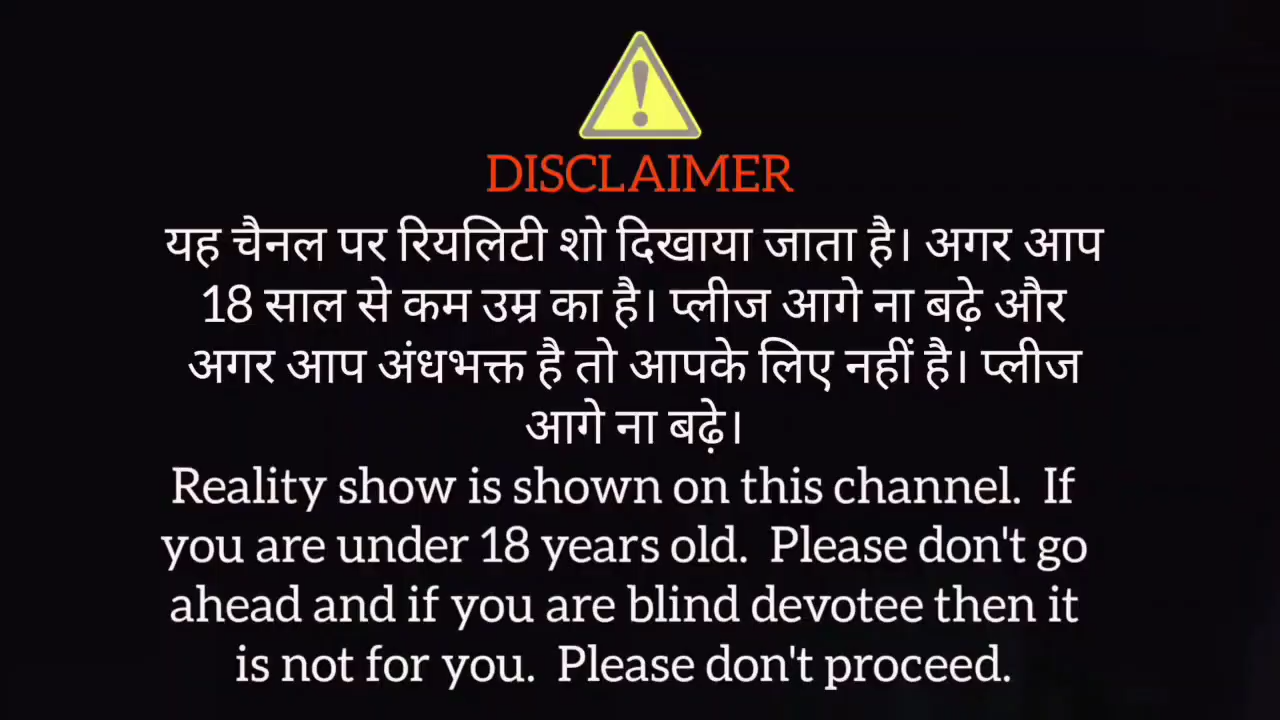 DISCLAIMER
यह चैनल पर रियलिटी शो दिखाया जाता है। अगर आप
18 साल से कम उम्र का है। प्लीज आगे ना बढ़े और
अगर आप अंधभक्त है तो आपके लिए नहीं है। प्लीज
आगे ना बढ़े।
Reality show is shown on this channel.  If
you are under 18 years old.  Please don't go
ahead and if you are blind devotee then it
is not for you.  Please don't proceed.